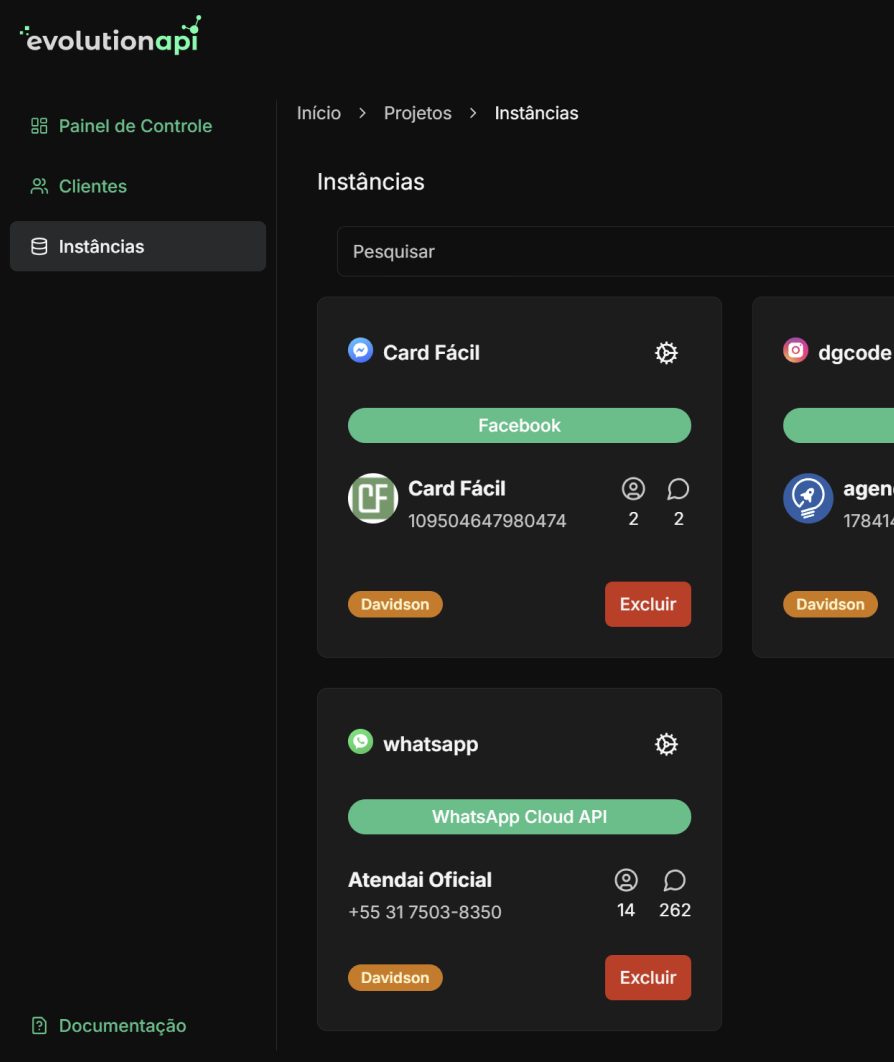 evolutionapi
Painel de Controle
Clientes
Instâncias
Documentação
Início > Projetos > Instâncias
Instâncias
Pesquisar
Card Fácil
Facebook
CF
Card Fácil
109504647980474
2 2
Davidson
Excluir
dgcode
agen
17841
Davidson
whatsapp
WhatsApp Cloud API
Atendai Oficial
+55 31 7503-8350
14 262
Davidson
Excluir